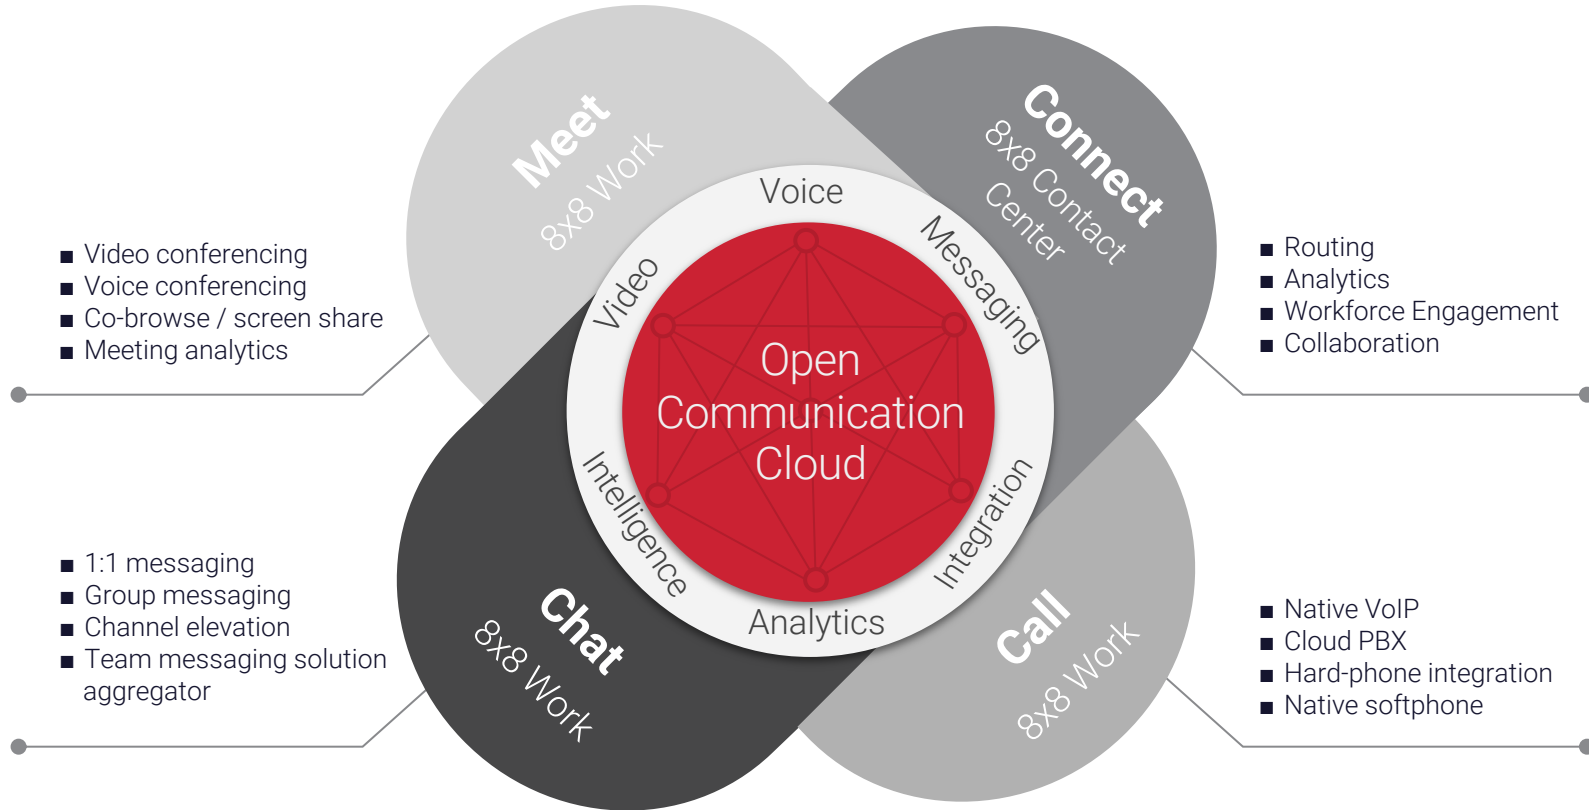 Meet
8x8 Work
Connect
8x8 Contact
Center
Voice
Messaging
Video
Open
Communication
Cloud
Intelligence
Integration
Analytics
Chat
8x8 Work
Call
8x8 Work
■ Video conferencing
■ Voice conferencing
■ Co-browse / screen share
■ Meeting analytics
■ Routing
■ Analytics
■ Workforce Engagement
■ Collaboration
■ 1:1 messaging
■ Group messaging
■ Channel elevation
■ Team messaging solution
aggregator
■ Native VoIP
■ Cloud PBX
■ Hard-phone integration
■ Native softphone